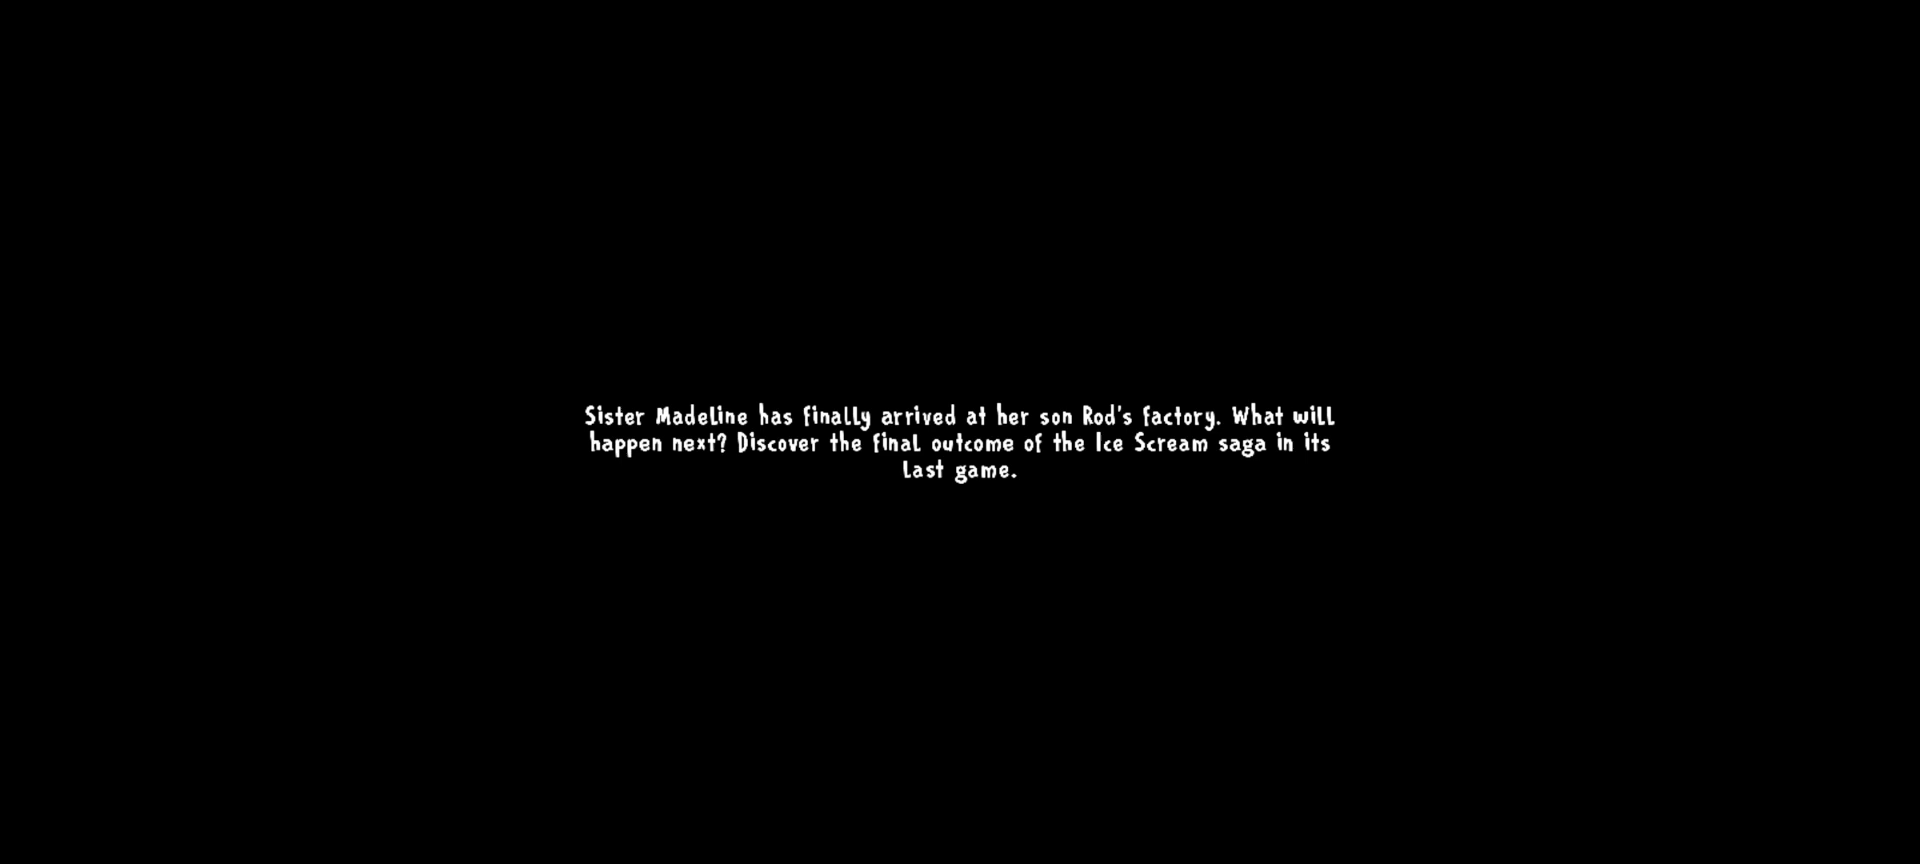 Sister Madeline has finally arrived at her son Rod's factory. What will
happen next? Discover the final outcome of the Ice Scream saga in its
last game.